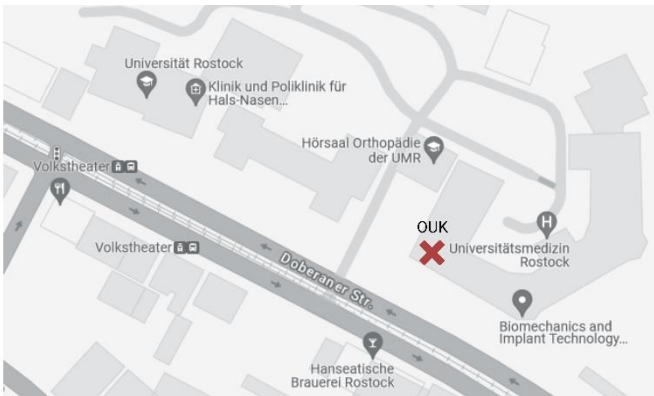 Universität Rostock
Klinik und Poliklinik für
Hals-Nasen...
Hörsaal Orthopädie
der UMR
Volkstheater
OUK
Volkstheater
Universitätsmedizin
Rostock
H
Doberaner Str.
Biomechanics and
Implant Technology...
Hanseatische
Brauerei Rostock